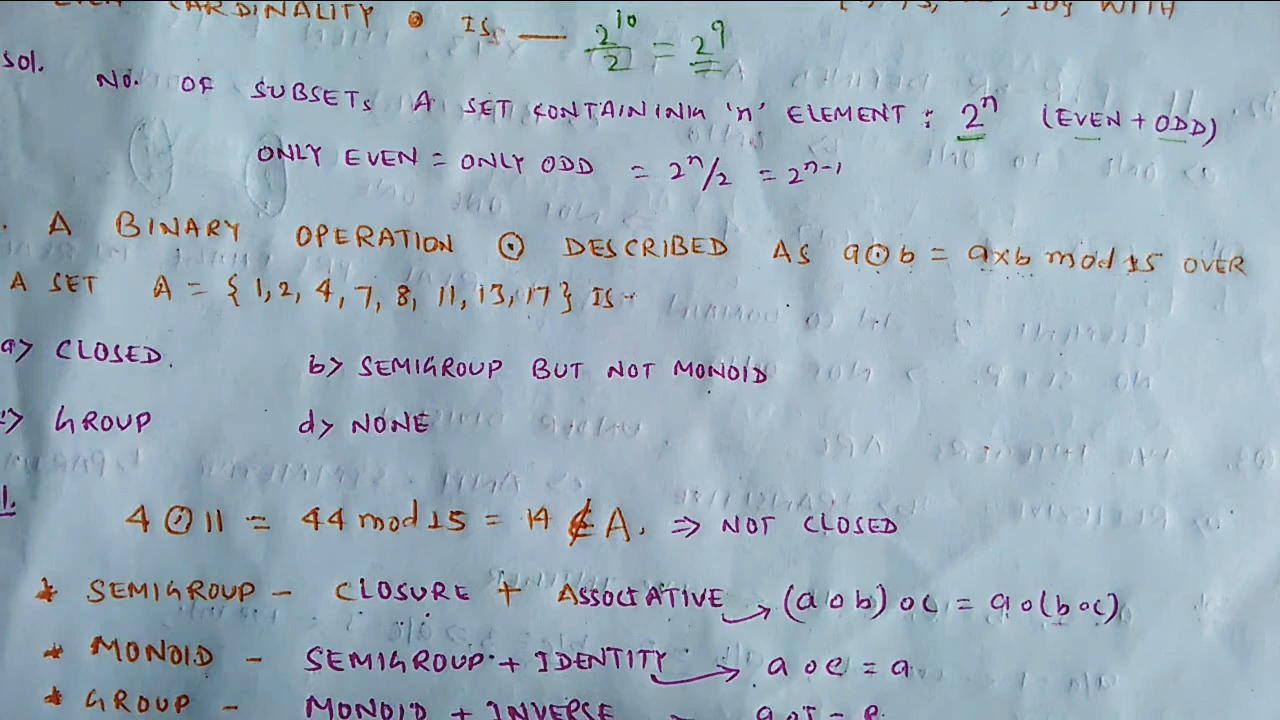 CARDINALITY IS — 2^10/2 = 2^9
sol. No. OF SUBSETS A SET CONTAINING 'n' ELEMENT : 2^n (EVEN + ODD)
ONLY EVEN = ONLY ODD = 2^n/2 = 2^n-1
. A BINARY OPERATION ⊙ DESCRIBED AS a⊙b = a×b mod 15 OVER
A SET A = {1, 2, 4, 7, 8, 11, 13, 17} IS -
a> CLOSED. b> SEMIGROUP BUT NOT MONOID
> GROUP d> NONE
4 ⊙ 11 = 44 mod 15 = 14 ∉ A. ⇒ NOT CLOSED
* SEMIGROUP - CLOSURE + ASSOCIATIVE → (a o b) o c = a o (b o c)
* MONOID - SEMIGROUP + IDENTITY → a o e = a
* GROUP - MONOID + INVERSE